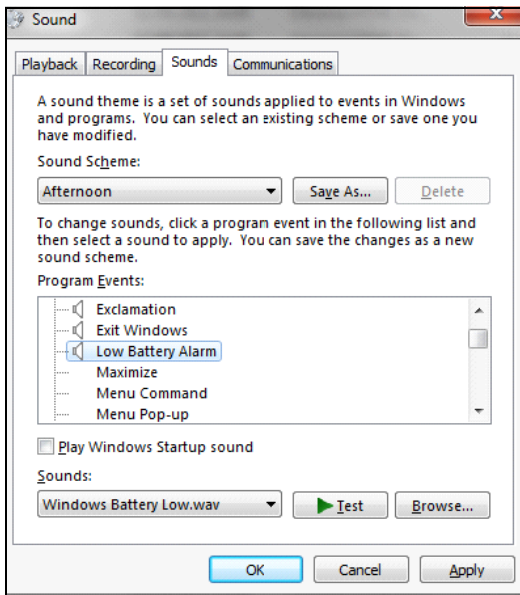 Sound
Playback Recording Sounds Communications
A sound theme is a set of sounds applied to events in Windows
and programs. You can select an existing scheme or save one you
have modified.
Sound Scheme:
Afternoon Save As... Delete
To change sounds, click a program event in the following list and
then select a sound to apply. You can save the changes as a new
sound scheme.
Program Events:
Exclamation
Exit Windows
Low Battery Alarm
Maximize
Menu Command
Menu Pop-up
Play Windows Startup sound
Sounds:
Windows Battery Low.wav Test Browse...
OK Cancel Apply